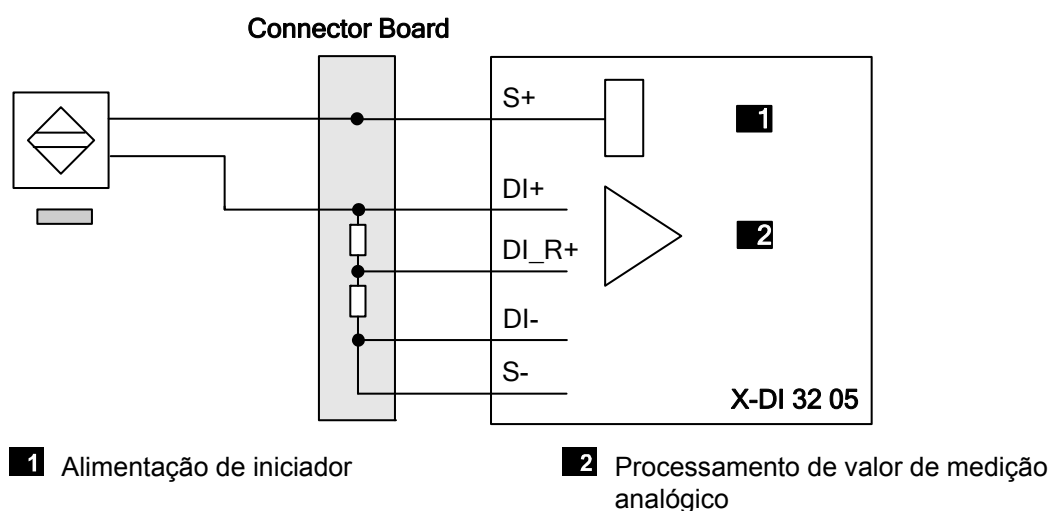 Connector Board
S+
1
DI+
2
DI_R+
DI-
S-
X-DI 32 05
1 Alimentação de iniciador
2 Processamento de valor de medição
analógico